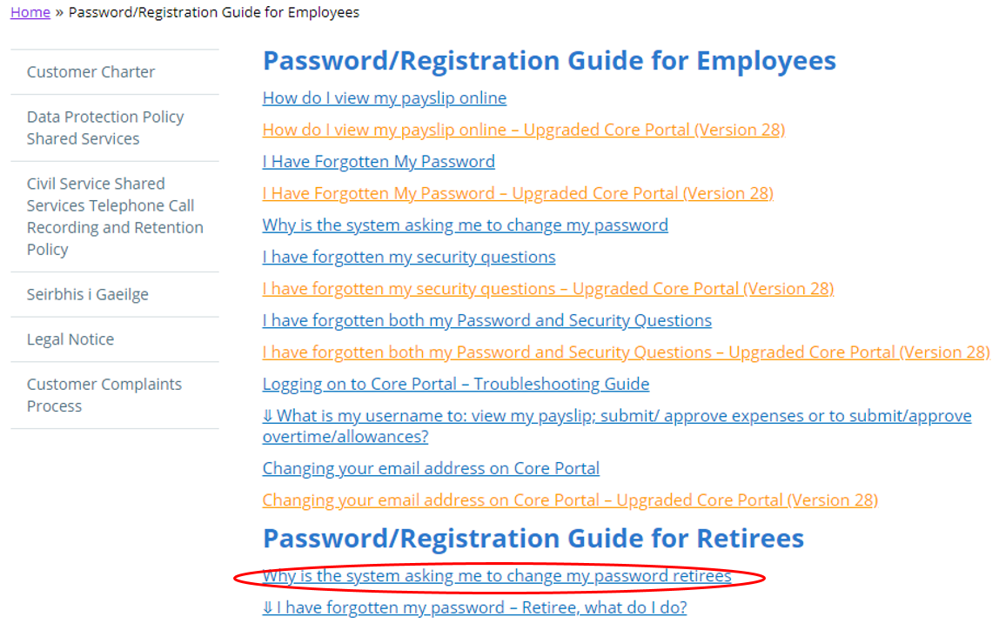 Home » Password/Registration Guide for Employees
Customer Charter
Data Protection Policy
Shared Services
Civil Service Shared
Services Telephone Call
Recording and Retention
Policy
Seirbhis i Gaeilge
Legal Notice
Customer Complaints
Process
Password/Registration Guide for Employees
How do I view my payslip online
How do I view my payslip online – Upgraded Core Portal (Version 28)
I Have Forgotten My Password
I Have Forgotten My Password – Upgraded Core Portal (Version 28)
Why is the system asking me to change my password
I have forgotten my security questions
I have forgotten my security questions – Upgraded Core Portal (Version 28)
I have forgotten both my Password and Security Questions
I have forgotten both my Password and Security Questions – Upgraded Core Portal (Version 28)
Logging on to Core Portal – Troubleshooting Guide
⇓ What is my username to: view my payslip; submit/ approve expenses or to submit/approve
overtime/allowances?
Changing your email address on Core Portal
Changing your email address on Core Portal – Upgraded Core Portal (Version 28)
Password/Registration Guide for Retirees
Why is the system asking me to change my password retirees
⇓ I have forgotten my password – Retiree, what do I do?